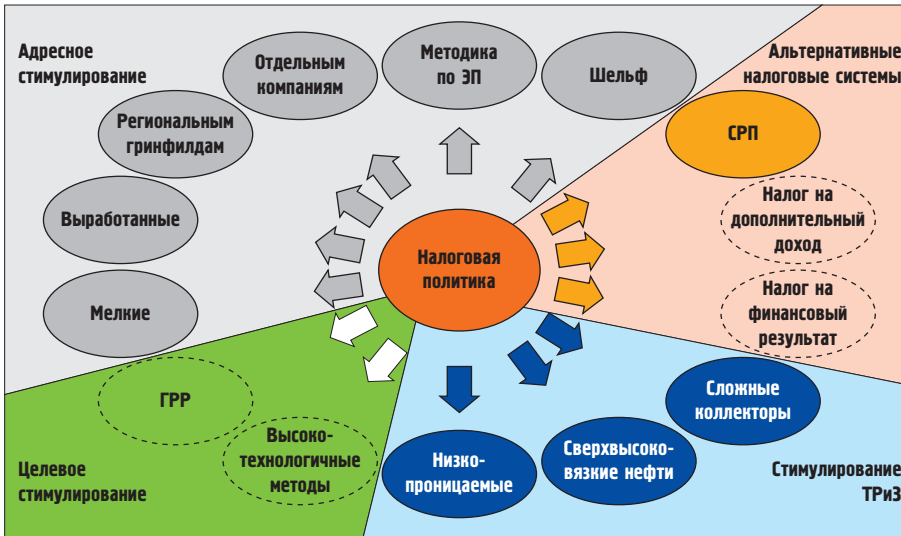 Адресное
стимулирование
Отдельным
компаниям
Методика
по ЭП
Шельф
Альтернативные
налоговые системы
Региональным
гринфилдам
СРП
Выработанные
Налог на
дополнительный
доход
Налоговая
политика
Мелкие
Налог на
финансовый
результат
ГРР
Сложные
коллекторы
Высоко-
технологичные
методы
Низко-
проницаемые
Сверхвысоко-
вязкие нефти
Целевое
стимулирование
Стимулирование
ТРиЗ